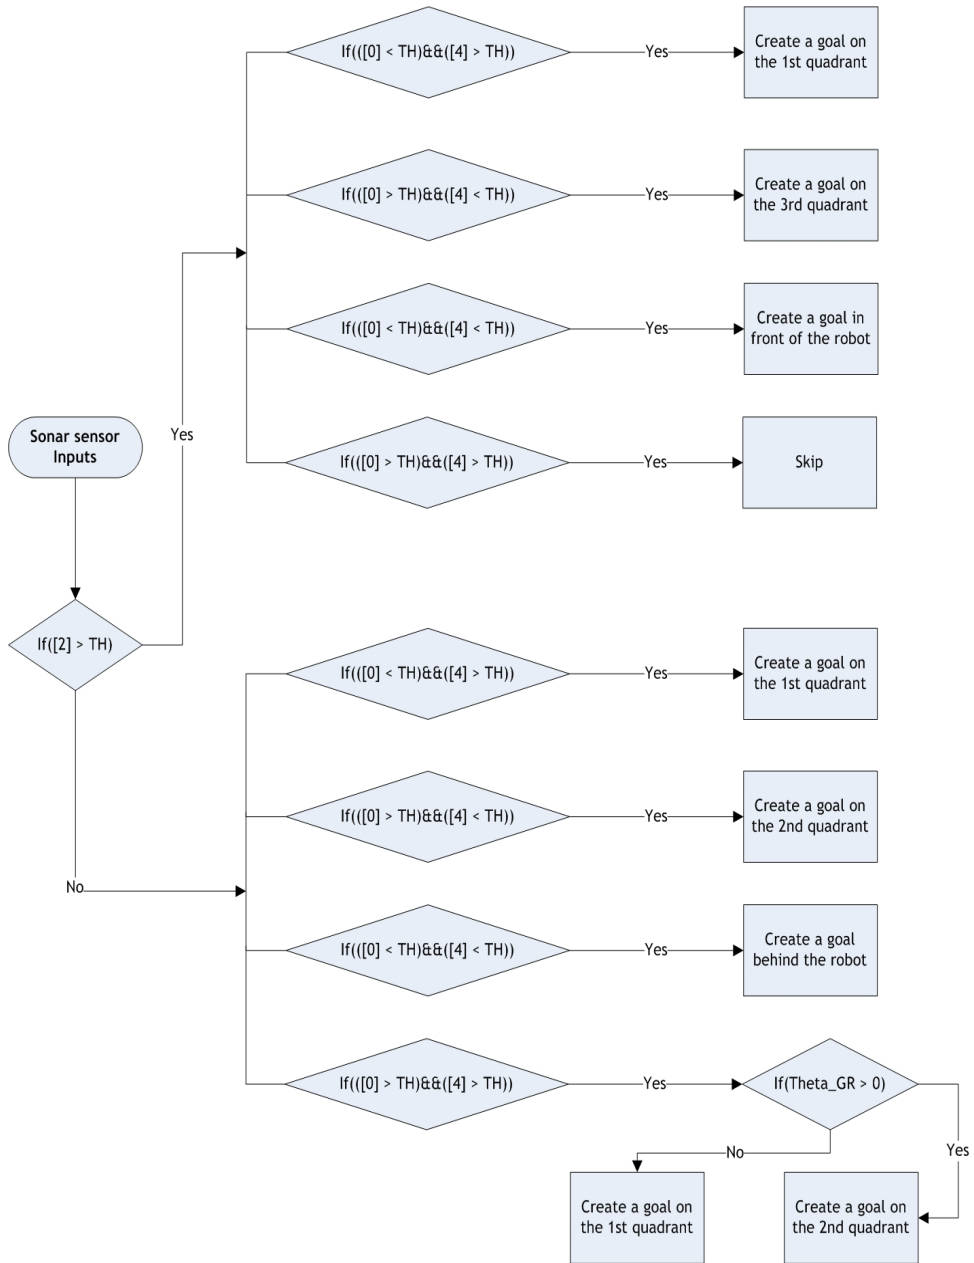 If(([0] < TH)&&([4] > TH))
Yes
Create a goal on
the 1st quadrant
If(([0] > TH)&&([4] < TH))
Yes
Create a goal on
the 3rd quadrant
If(([0] < TH)&&([4] < TH))
Yes
Create a goal in
front of the robot
Sonar sensor
Inputs
Yes
If(([0] > TH)&&([4] > TH))
Yes
Skip
If([2] > TH)
If(([0] < TH)&&([4] > TH))
Yes
Create a goal on
the 1st quadrant
If(([0] > TH)&&([4] < TH))
Yes
Create a goal on
the 2nd quadrant
No
If(([0] < TH)&&([4] < TH))
Yes
Create a goal
behind the robot
If(([0] > TH)&&([4] > TH))
Yes
If(Theta_GR > 0)
No
Yes
Create a goal on
the 1st quadrant
Create a goal on
the 2nd quadrant